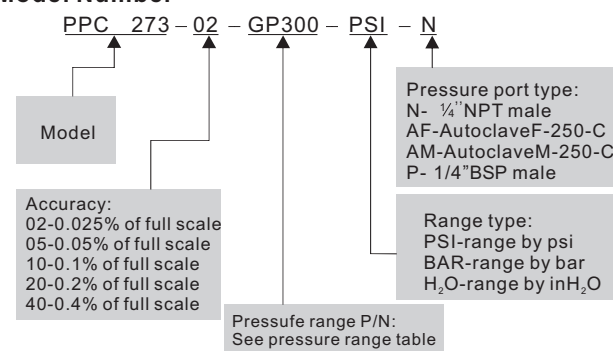 PPC 273 – 02 – GP300 – PSI – N
Model
Accuracy:
02-0.025% of full scale
05-0.05% of full scale
10-0.1% of full scale
20-0.2% of full scale
40-0.4% of full scale
Pressufe range P/N:
See pressure range table
Pressure port type:
N- ¼''NPT male
AF-AutoclaveF-250-C
AM-AutoclaveM-250-C
P- 1/4"BSP male
Range type:
PSI-range by psi
BAR-range by bar
H₂O-range by inH₂O